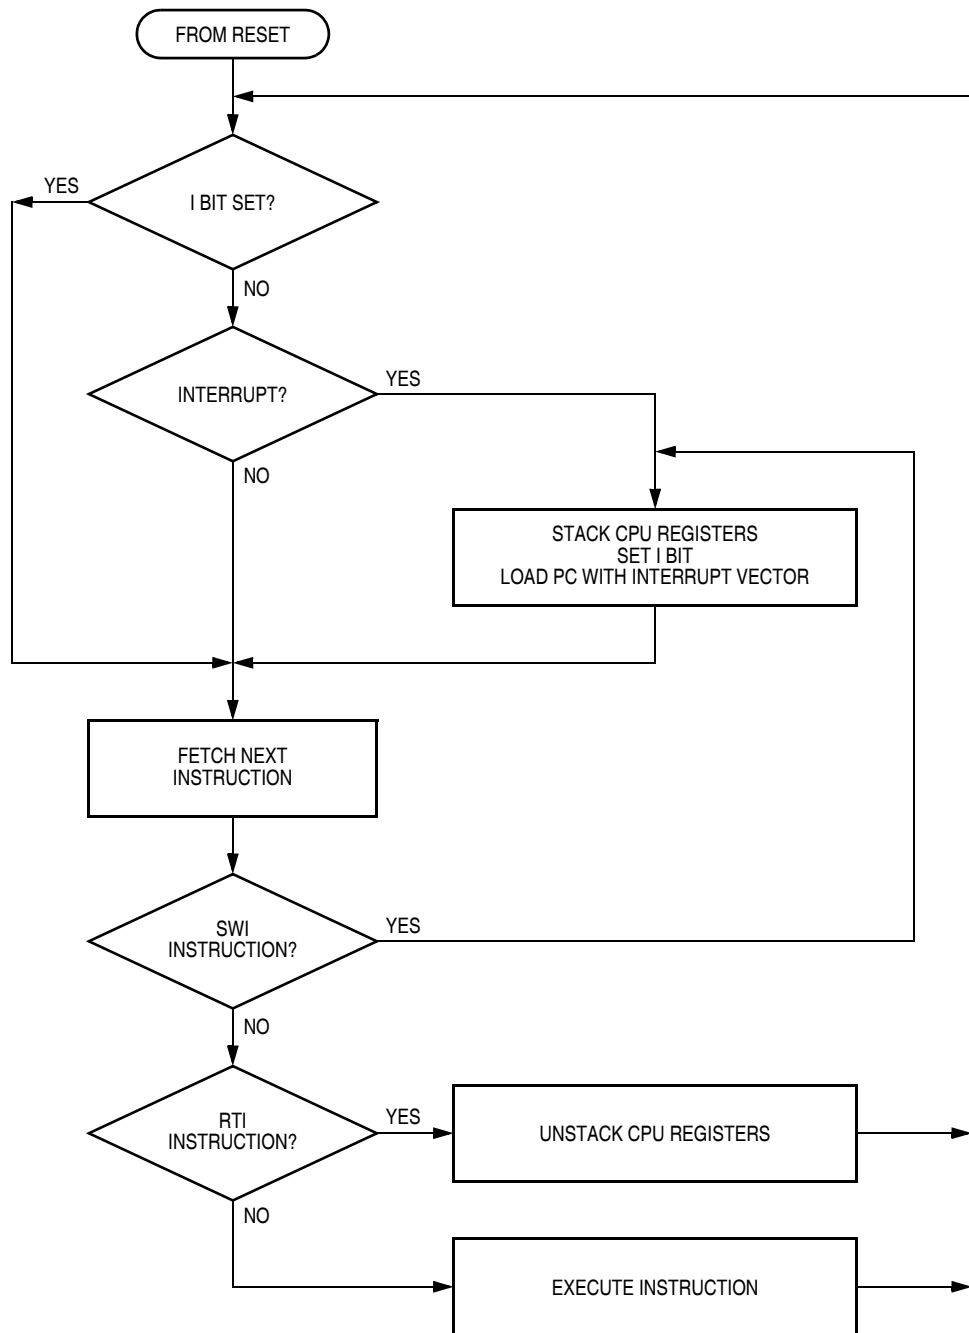 FROM RESET
YES
I BIT SET?
NO
INTERRUPT?
YES
NO
STACK CPU REGISTERS
SET I BIT
LOAD PC WITH INTERRUPT VECTOR
FETCH NEXT
INSTRUCTION
SWI
INSTRUCTION?
YES
NO
RTI
INSTRUCTION?
YES
UNSTACK CPU REGISTERS
NO
EXECUTE INSTRUCTION